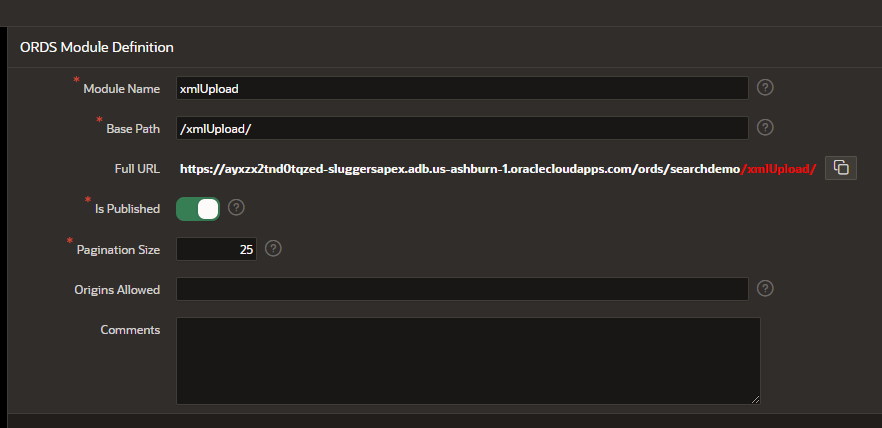 ORDS Module Definition
* Module Name xmlUpload ?
* Base Path /xmlUpload/ ?
Full URL https://ayxzx2tnd0tqzed-sluggersapex.adb.us-ashburn-1.oraclecloudapps.com/ords/searchdemo/xmlUpload/
* Is Published ?
* Pagination Size 25 ?
Origins Allowed ?
Comments